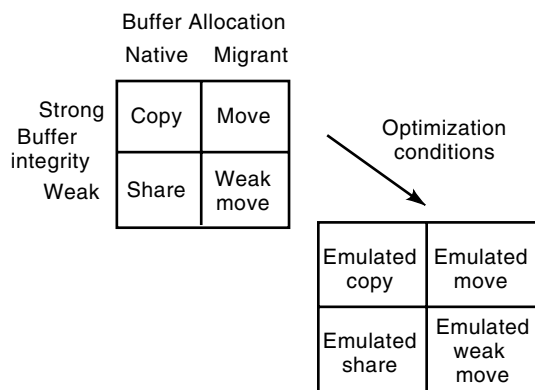 Buffer Allocation
Native Migrant
Strong
Buffer
integrity
Weak
Copy
Move
Share
Weak
move
Optimization
conditions
Emulated
copy
Emulated
move
Emulated
share
Emulated
weak
move